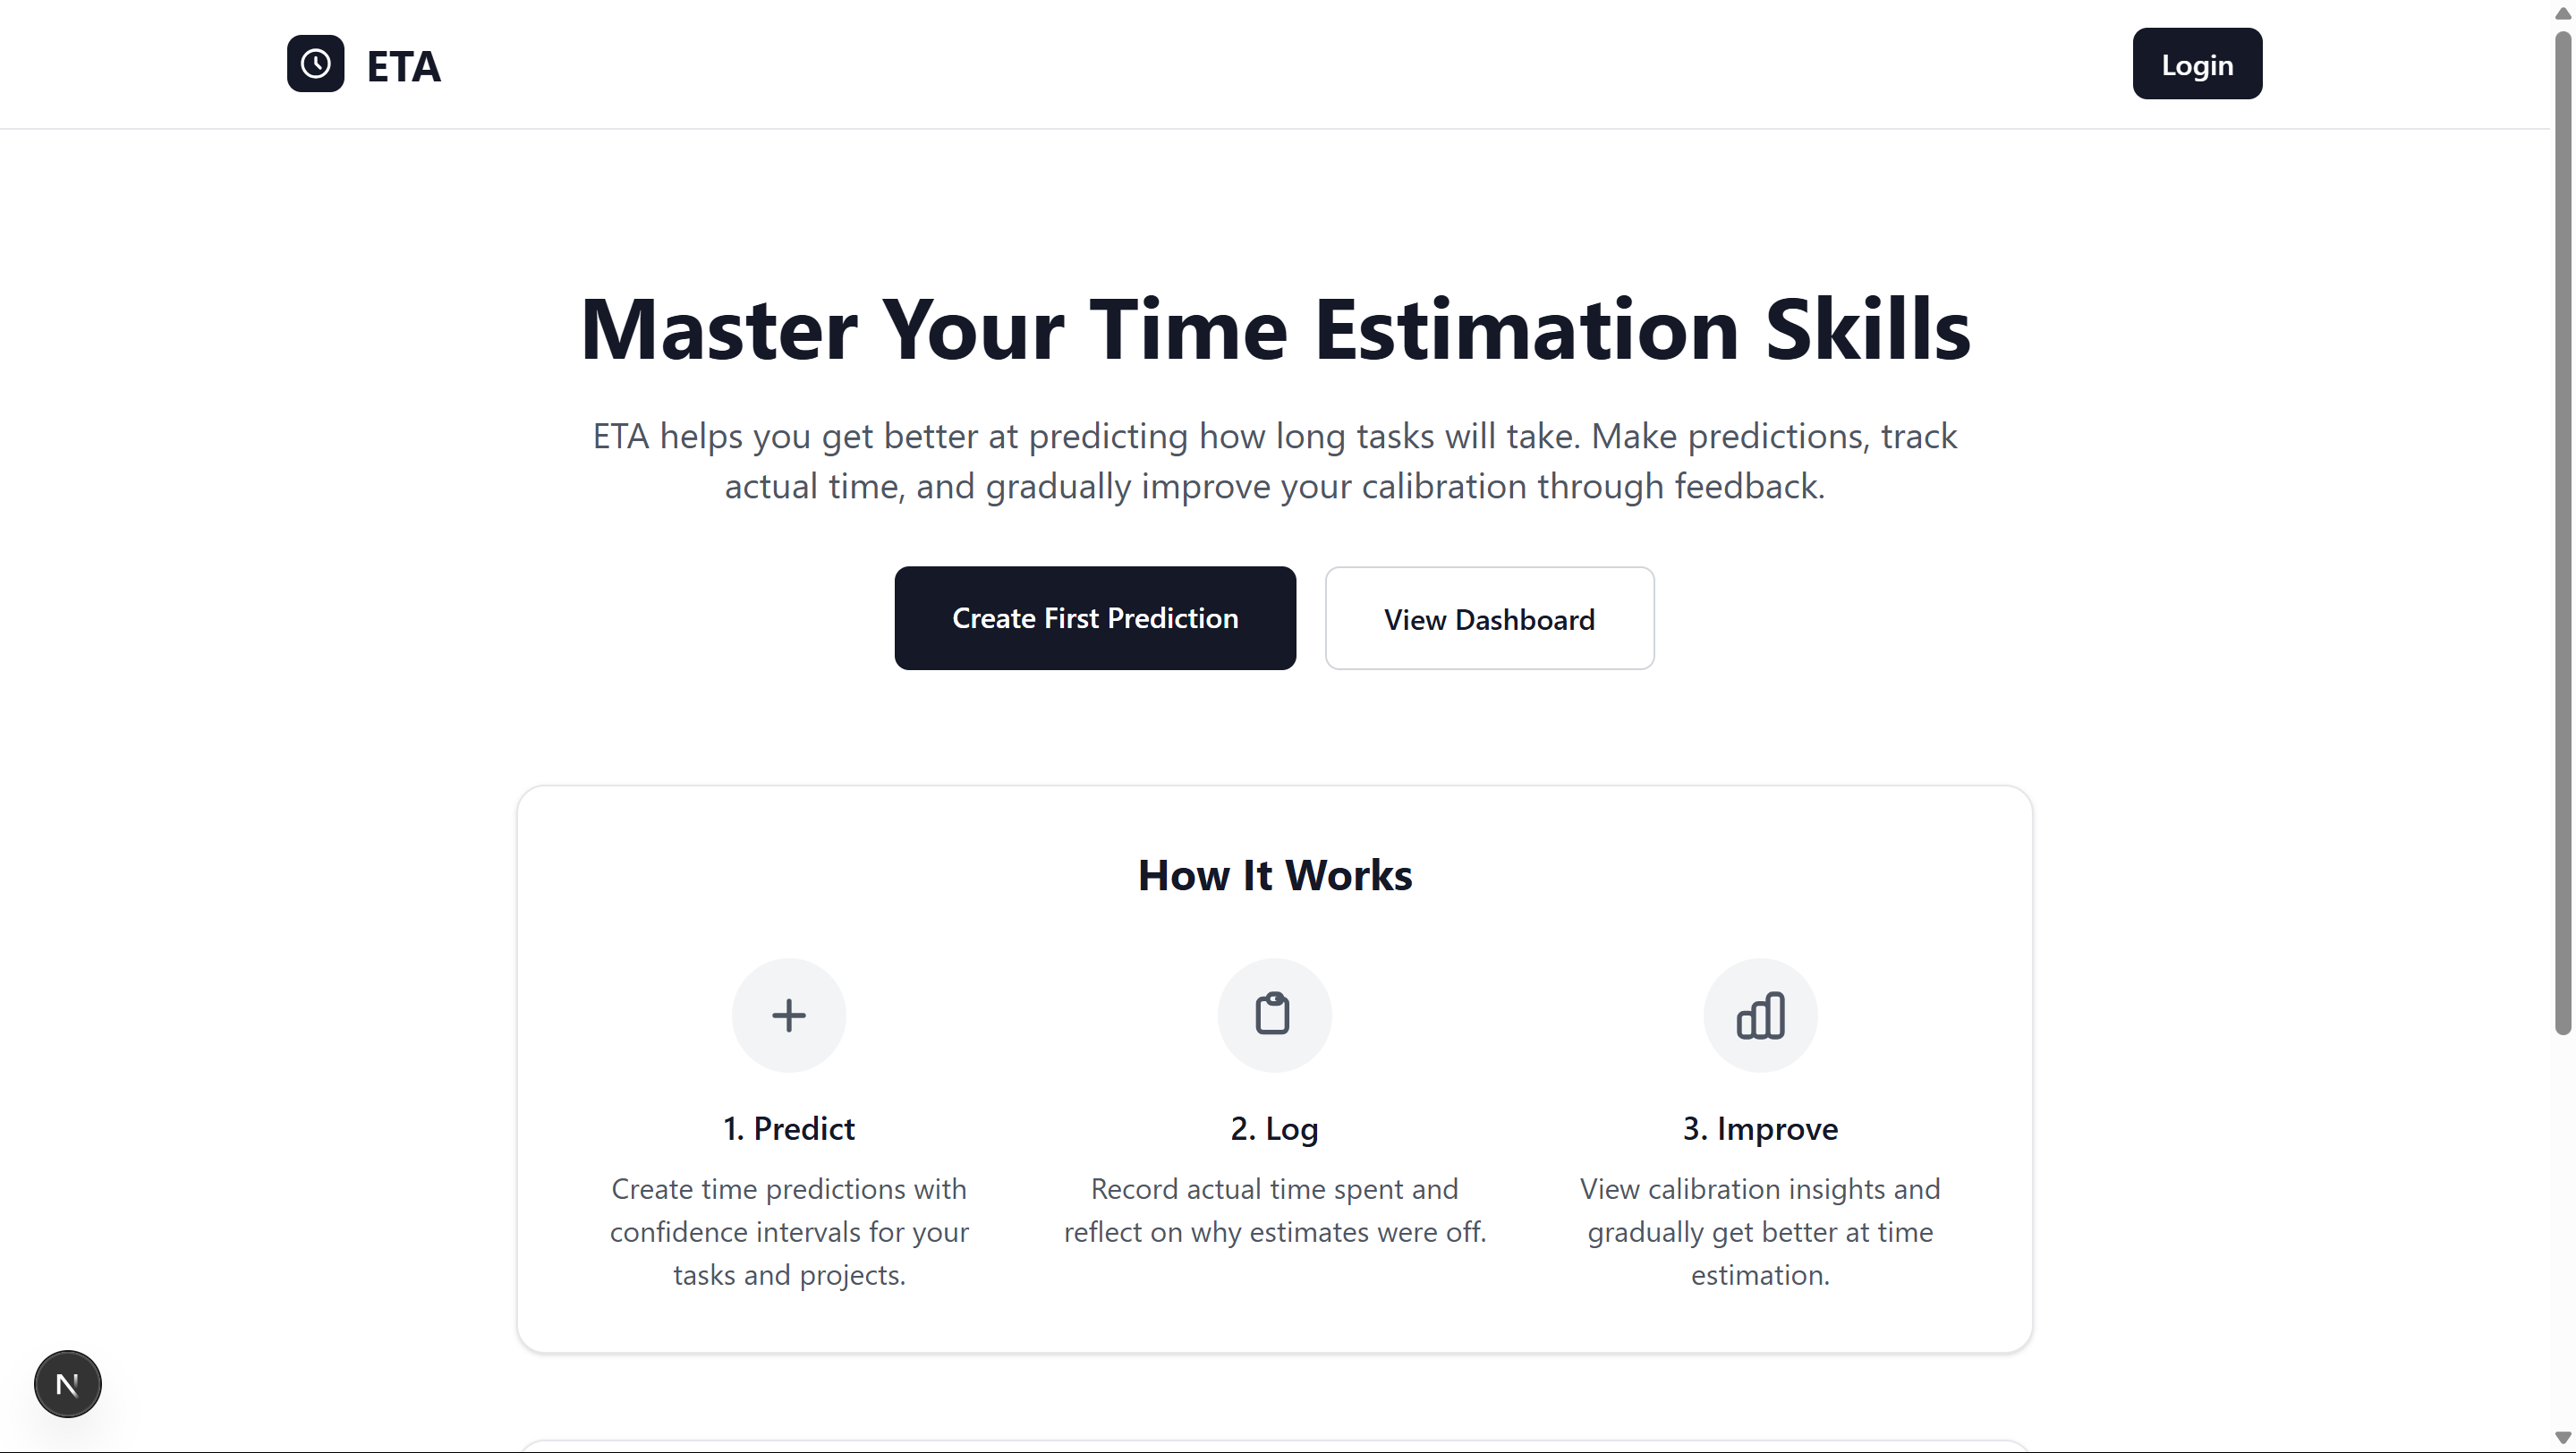 ETA
Login
Master Your Time Estimation Skills
ETA helps you get better at predicting how long tasks will take. Make predictions, track
actual time, and gradually improve your calibration through feedback.
Create First Prediction
View Dashboard
How It Works
1. Predict
Create time predictions with
confidence intervals for your
tasks and projects.
2. Log
Record actual time spent and
reflect on why estimates were off.
3. Improve
View calibration insights and
gradually get better at time
estimation.
N